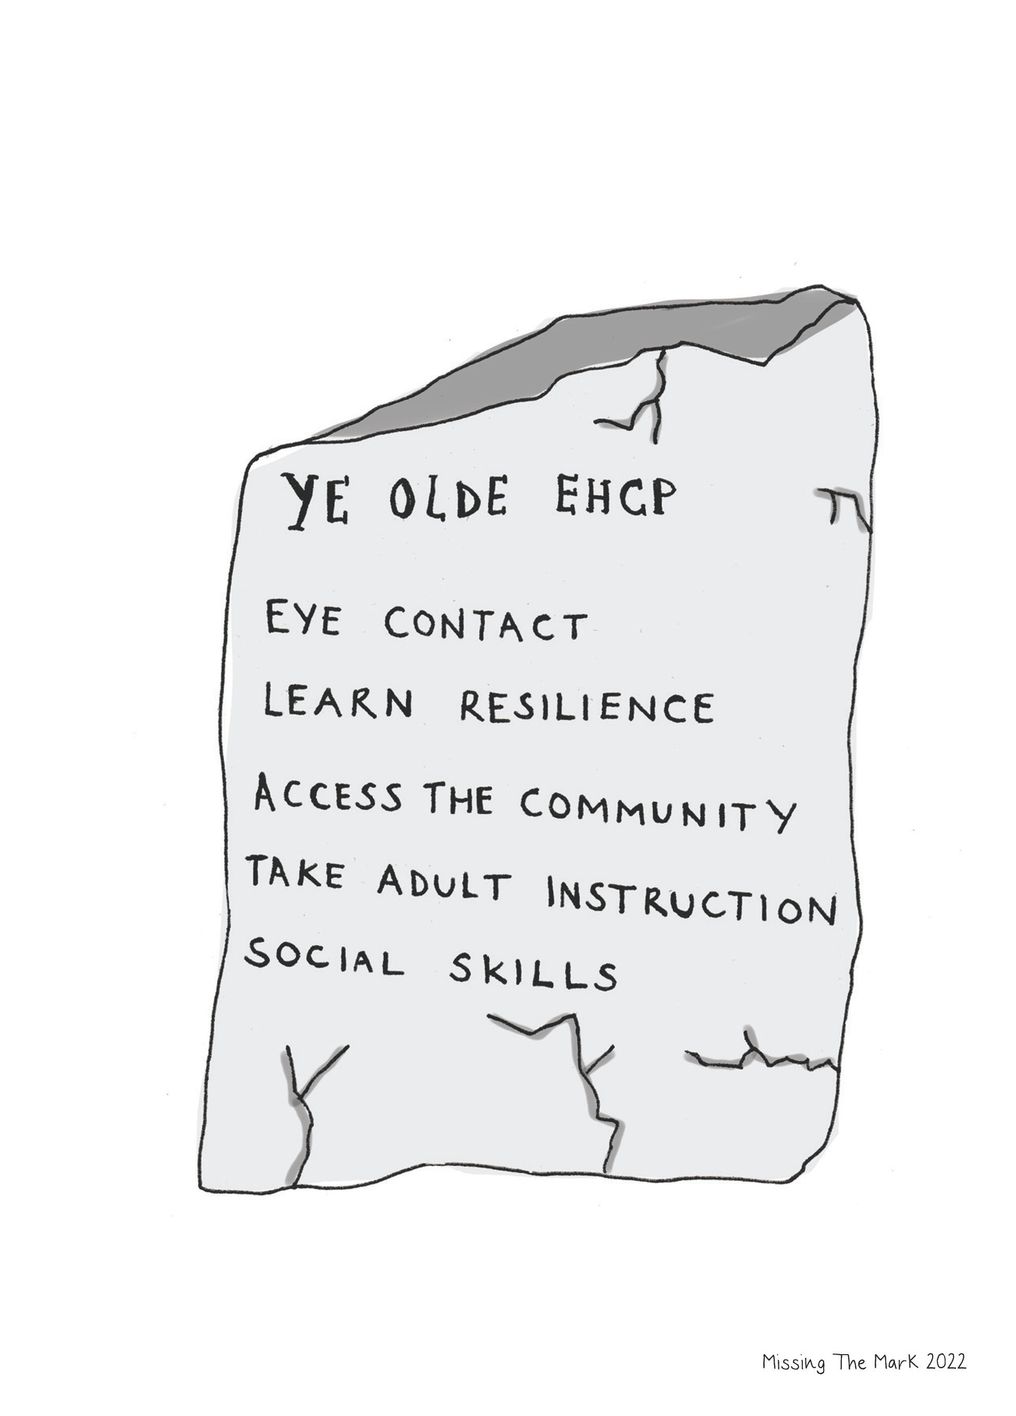 YE OLDE EHCP
EYE CONTACT
LEARN RESILIENCE
ACCESS THE COMMUNITY
TAKE ADULT INSTRUCTION
SOCIAL SKILLS
Missing The Mark 2022